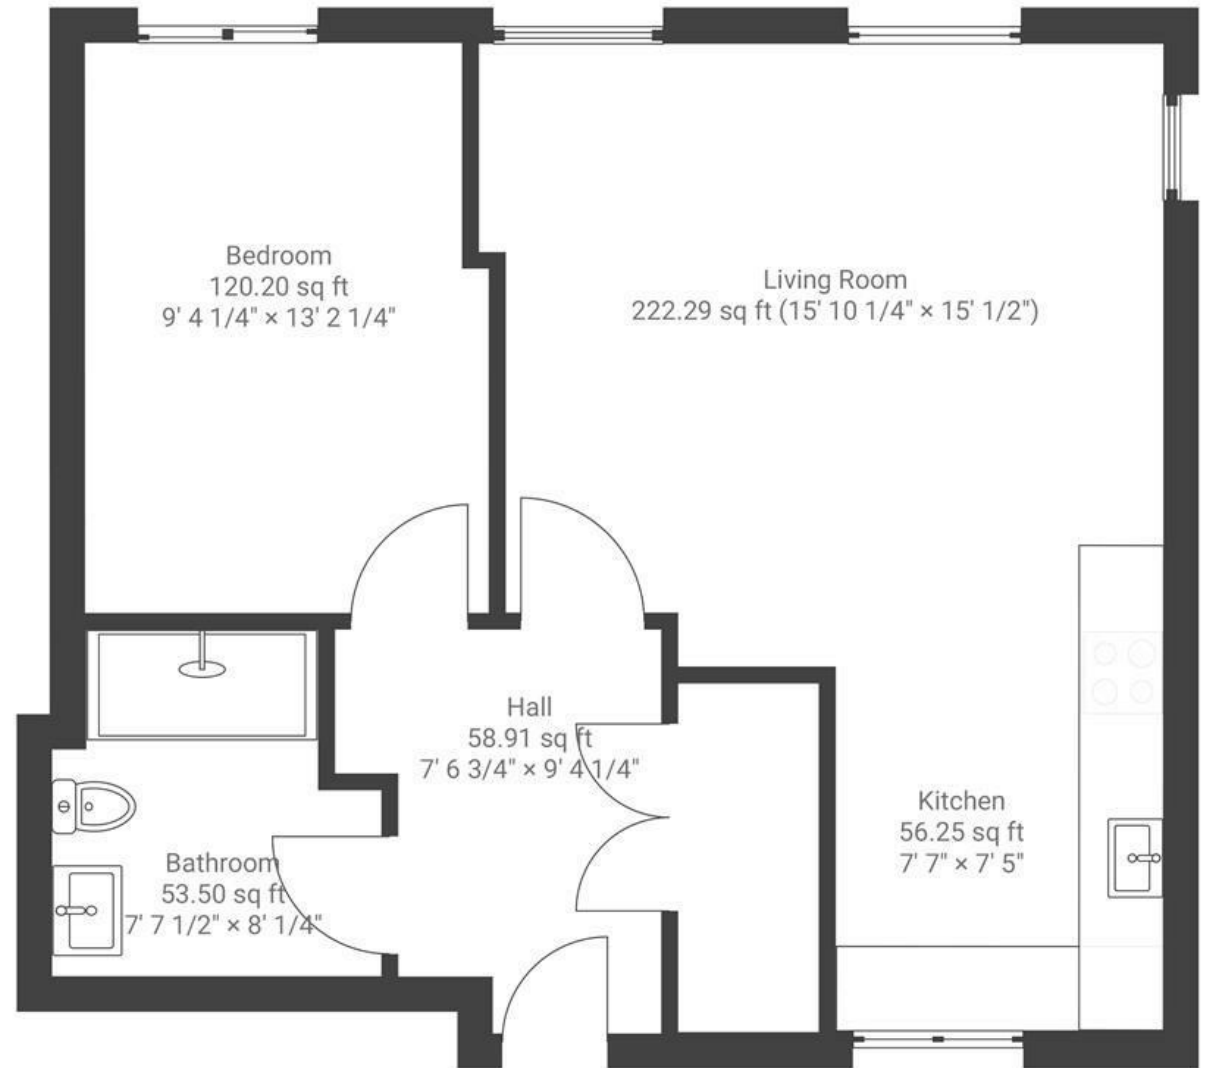 Bedroom
120.20 sq ft
9' 4 1/4" × 13' 2 1/4"
Living Room
222.29 sq ft (15' 10 1/4" × 15' 1/2")
Hall
58.91 sq ft
7' 6 3/4" × 9' 4 1/4"
Kitchen
56.25 sq ft
7' 7" × 7' 5"
Bathroom
53.50 sq ft
7' 7 1/2" × 8' 1/4"